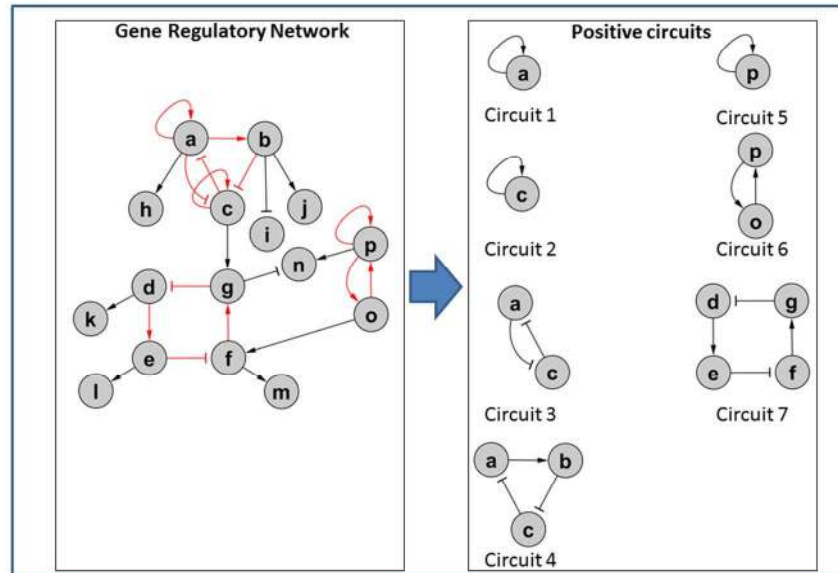 Gene Regulatory Network
a
b
h
c
i
j
p
n
d
g
k
o
e
f
l
m
Positive circuits
a
p
Circuit 1
Circuit 5
p
c
o
Circuit 2
Circuit 6
a
d
g
c
e
f
Circuit 3
Circuit 7
a
b
c
Circuit 4